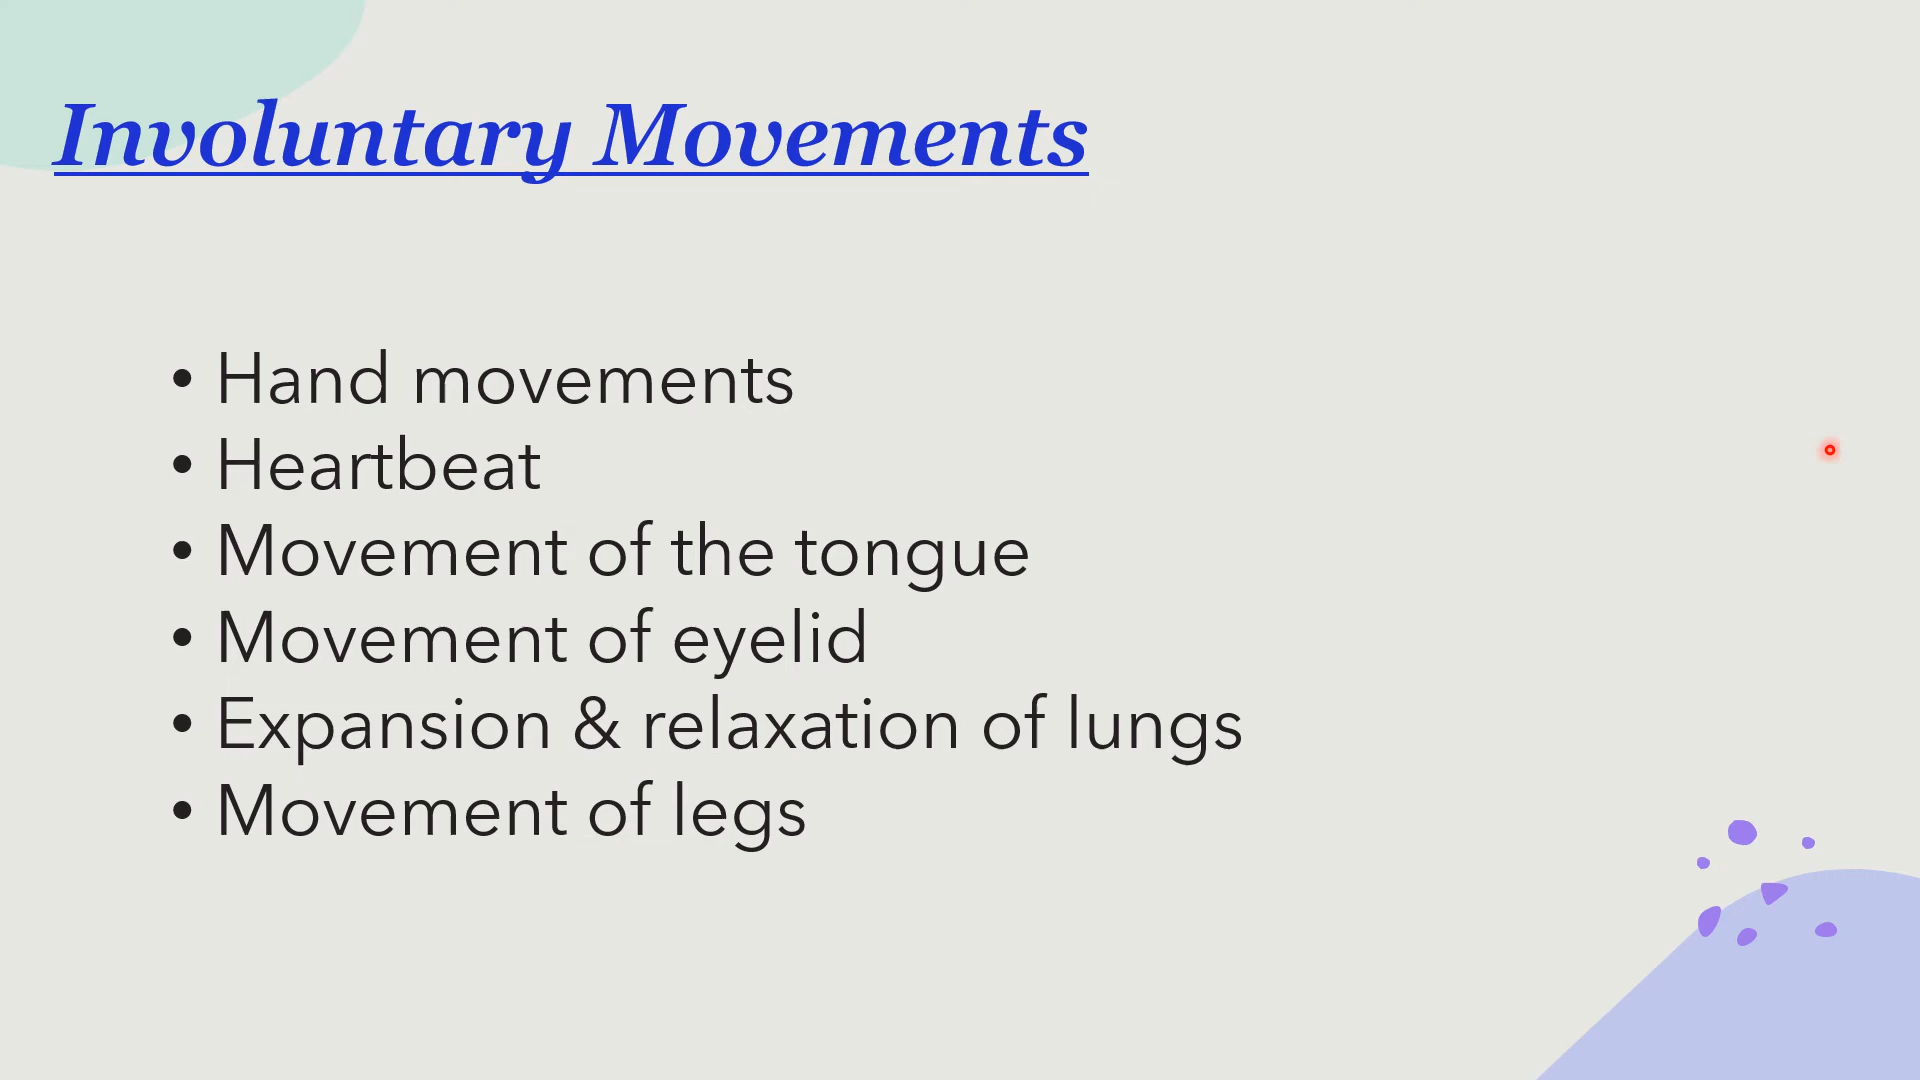 Involuntary Movements
• Hand movements
• Heartbeat
• Movement of the tongue
• Movement of eyelid
• Expansion & relaxation of lungs
• Movement of legs